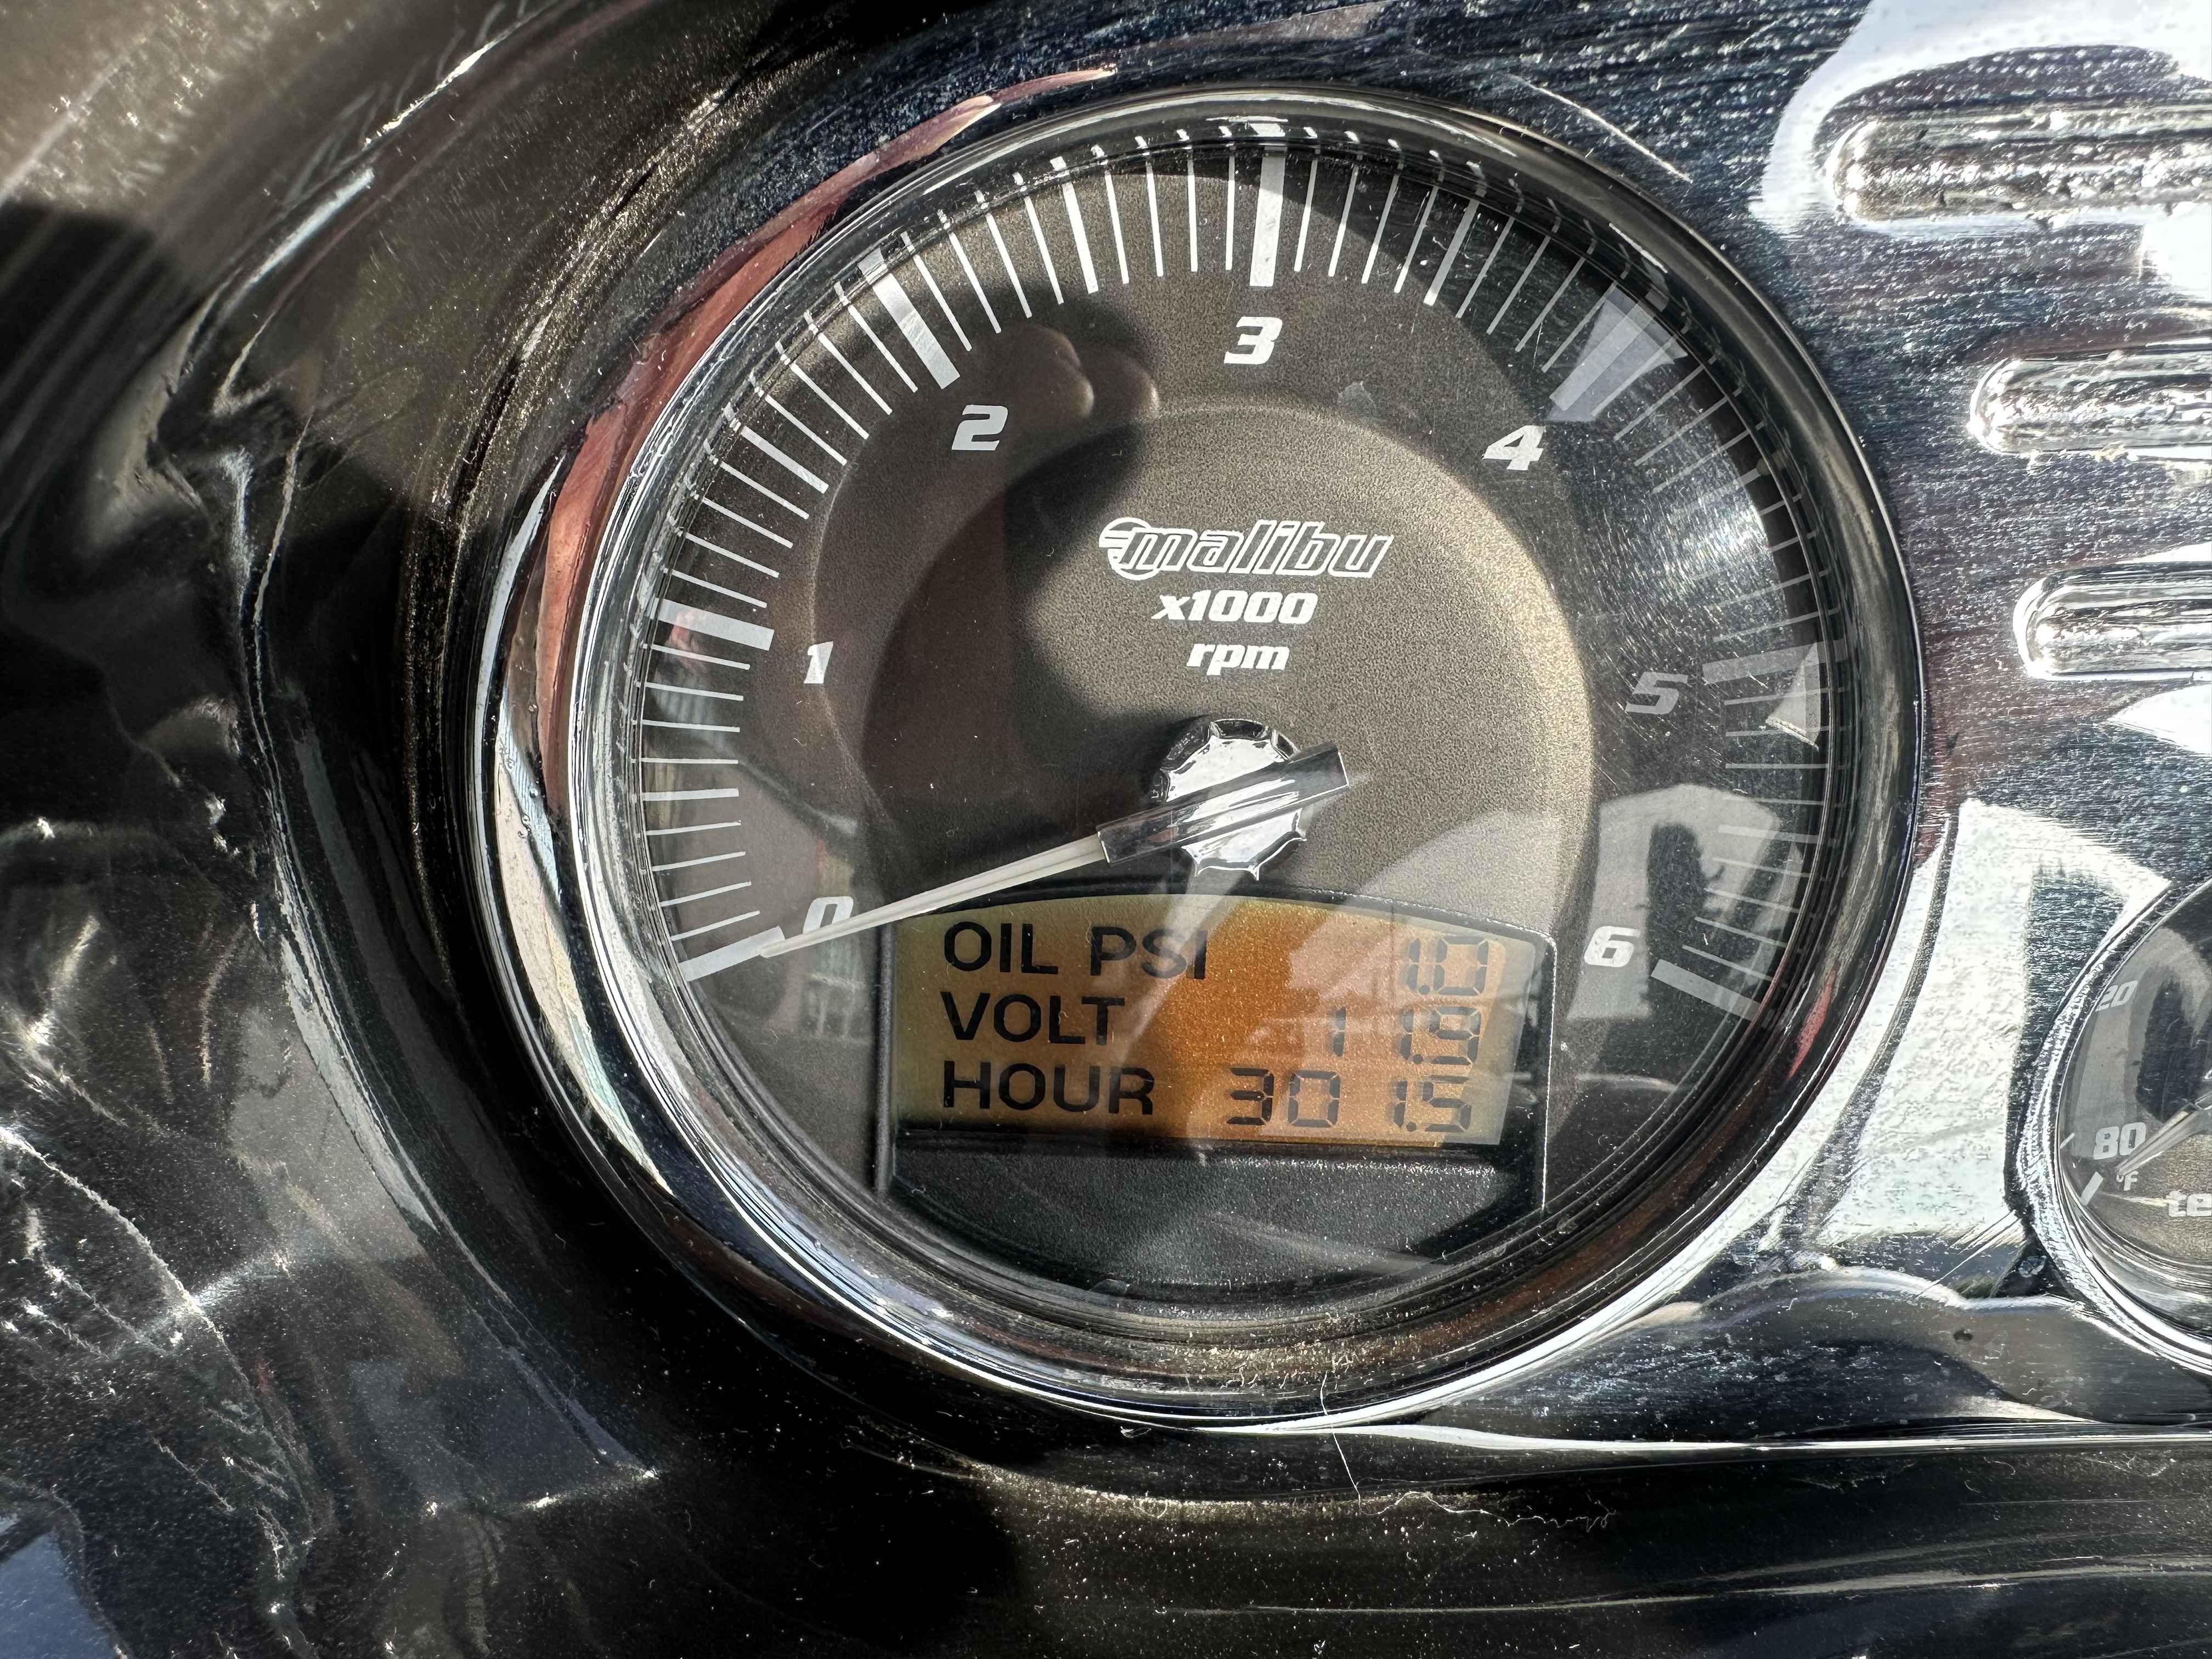 3
2
4
malibu
x1000
rpm
1
5
0
6
OIL PSI 1.0
VOLT 11.9
HOUR 301.5
20
80
°F